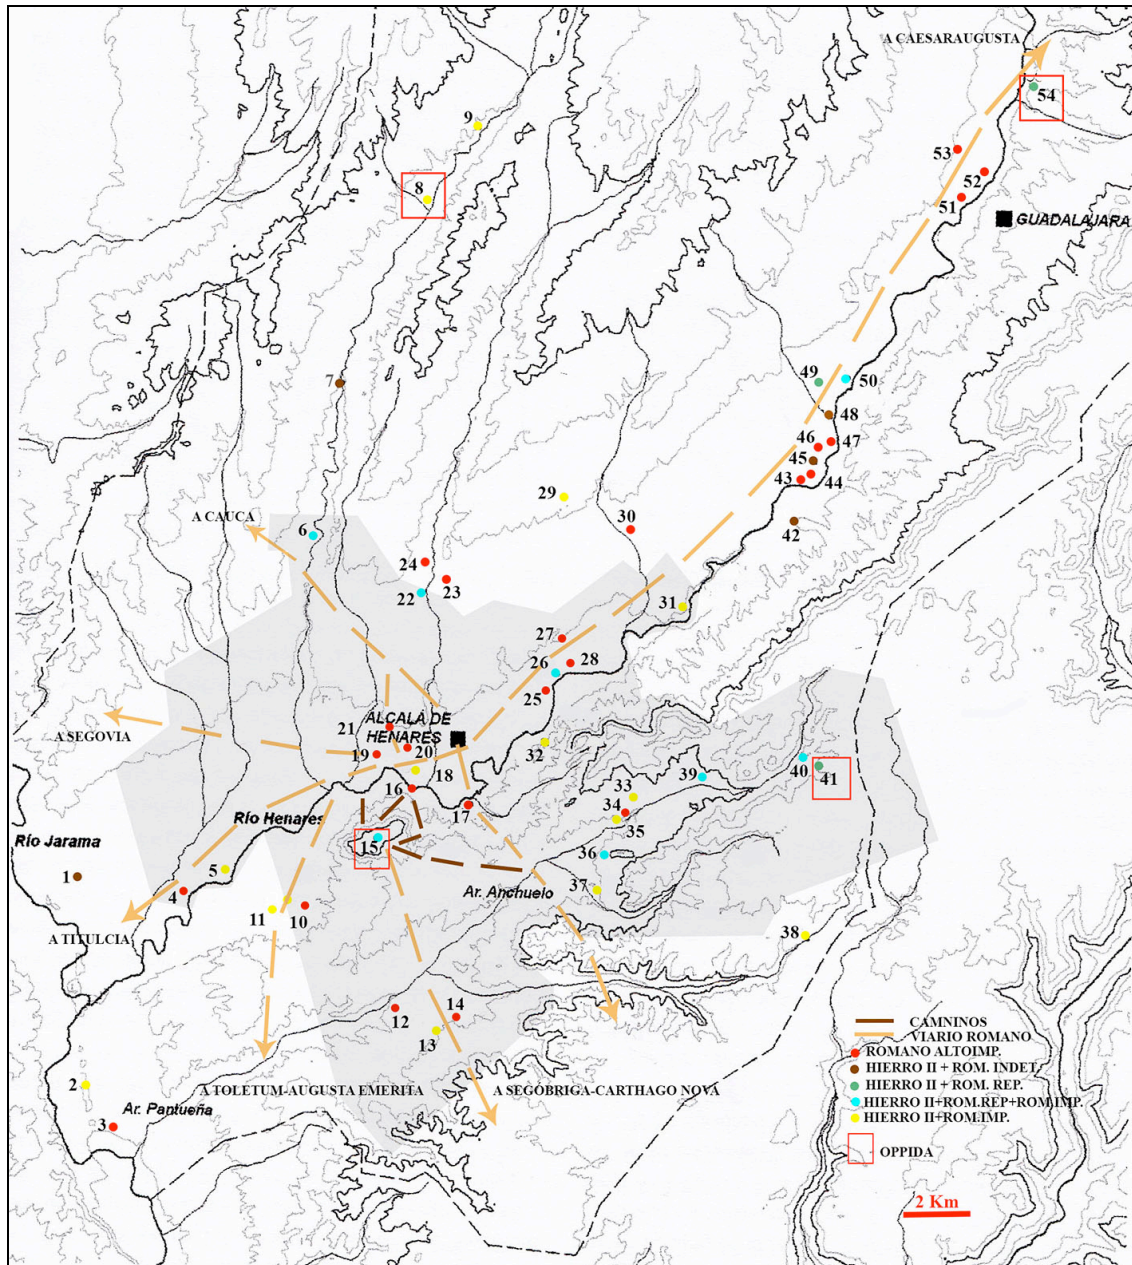 A CAESARAUGUSTA
54
9
53
52
8
51
GUADALAJARA
7
49
50
48
46
47
45
43
44
29
42
A CAUCA
6
30
24
23
22
31
27
26
28
25
ALCALÁ DE
HENARES
21
A SEGOVIA
19
20
32
18
39
40
41
16
33
17
34
35
Río Henares
Río Jarama
15
36
5
1
37
Ar. Anchuelo
4
11
10
38
A TITULCIA
12
14
13
CAMNINOS
VIARIO ROMANO
ROMANO ALTOIMP.
HIERRO II + ROM. INDET.
HIERRO II + ROM. REP.
HIERRO II+ROM.REP+ROM.IMP.
HIERRO II+ROM.IMP.
OPPIDA
2
A TOLETUM-AUGUSTA EMERITA
A SEGÓBRIGA-CARTHAGO NOVA
Ar. Pantueña
3
2 Km